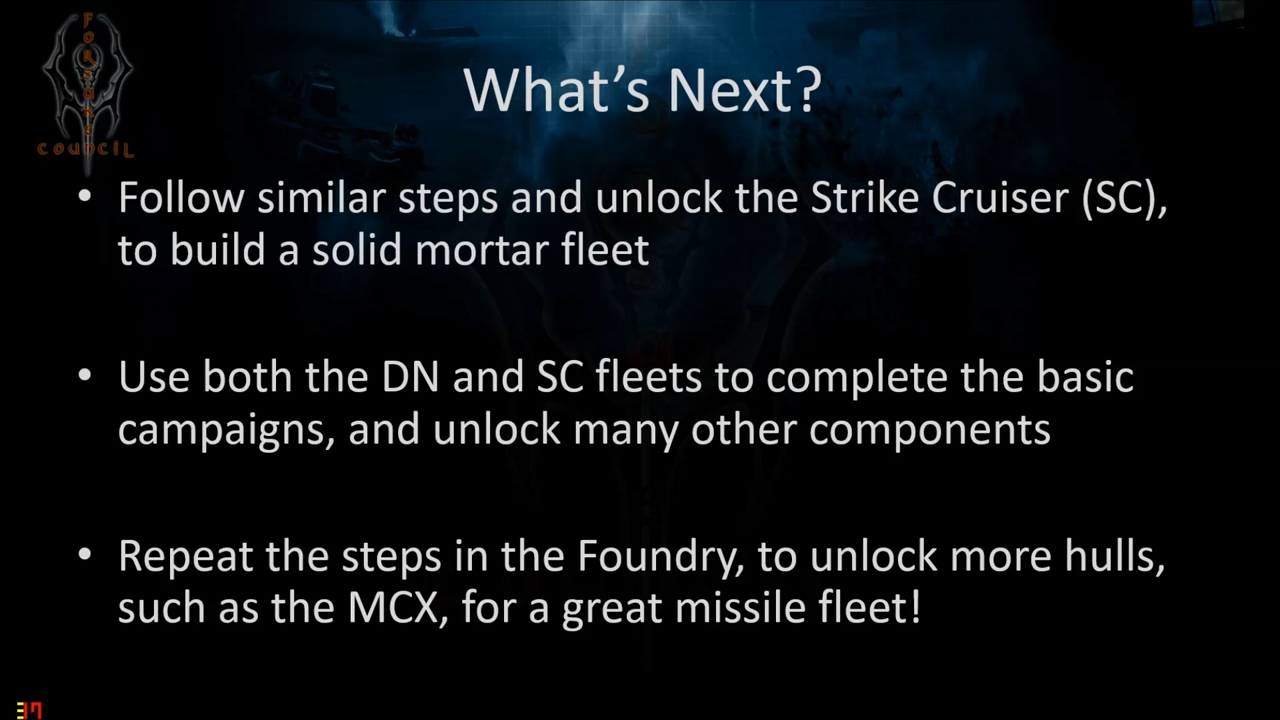 Forsake
council
What's Next?
• Follow similar steps and unlock the Strike Cruiser (SC),
to build a solid mortar fleet
• Use both the DN and SC fleets to complete the basic
campaigns, and unlock many other components
• Repeat the steps in the Foundry, to unlock more hulls,
such as the MCX, for a great missile fleet!